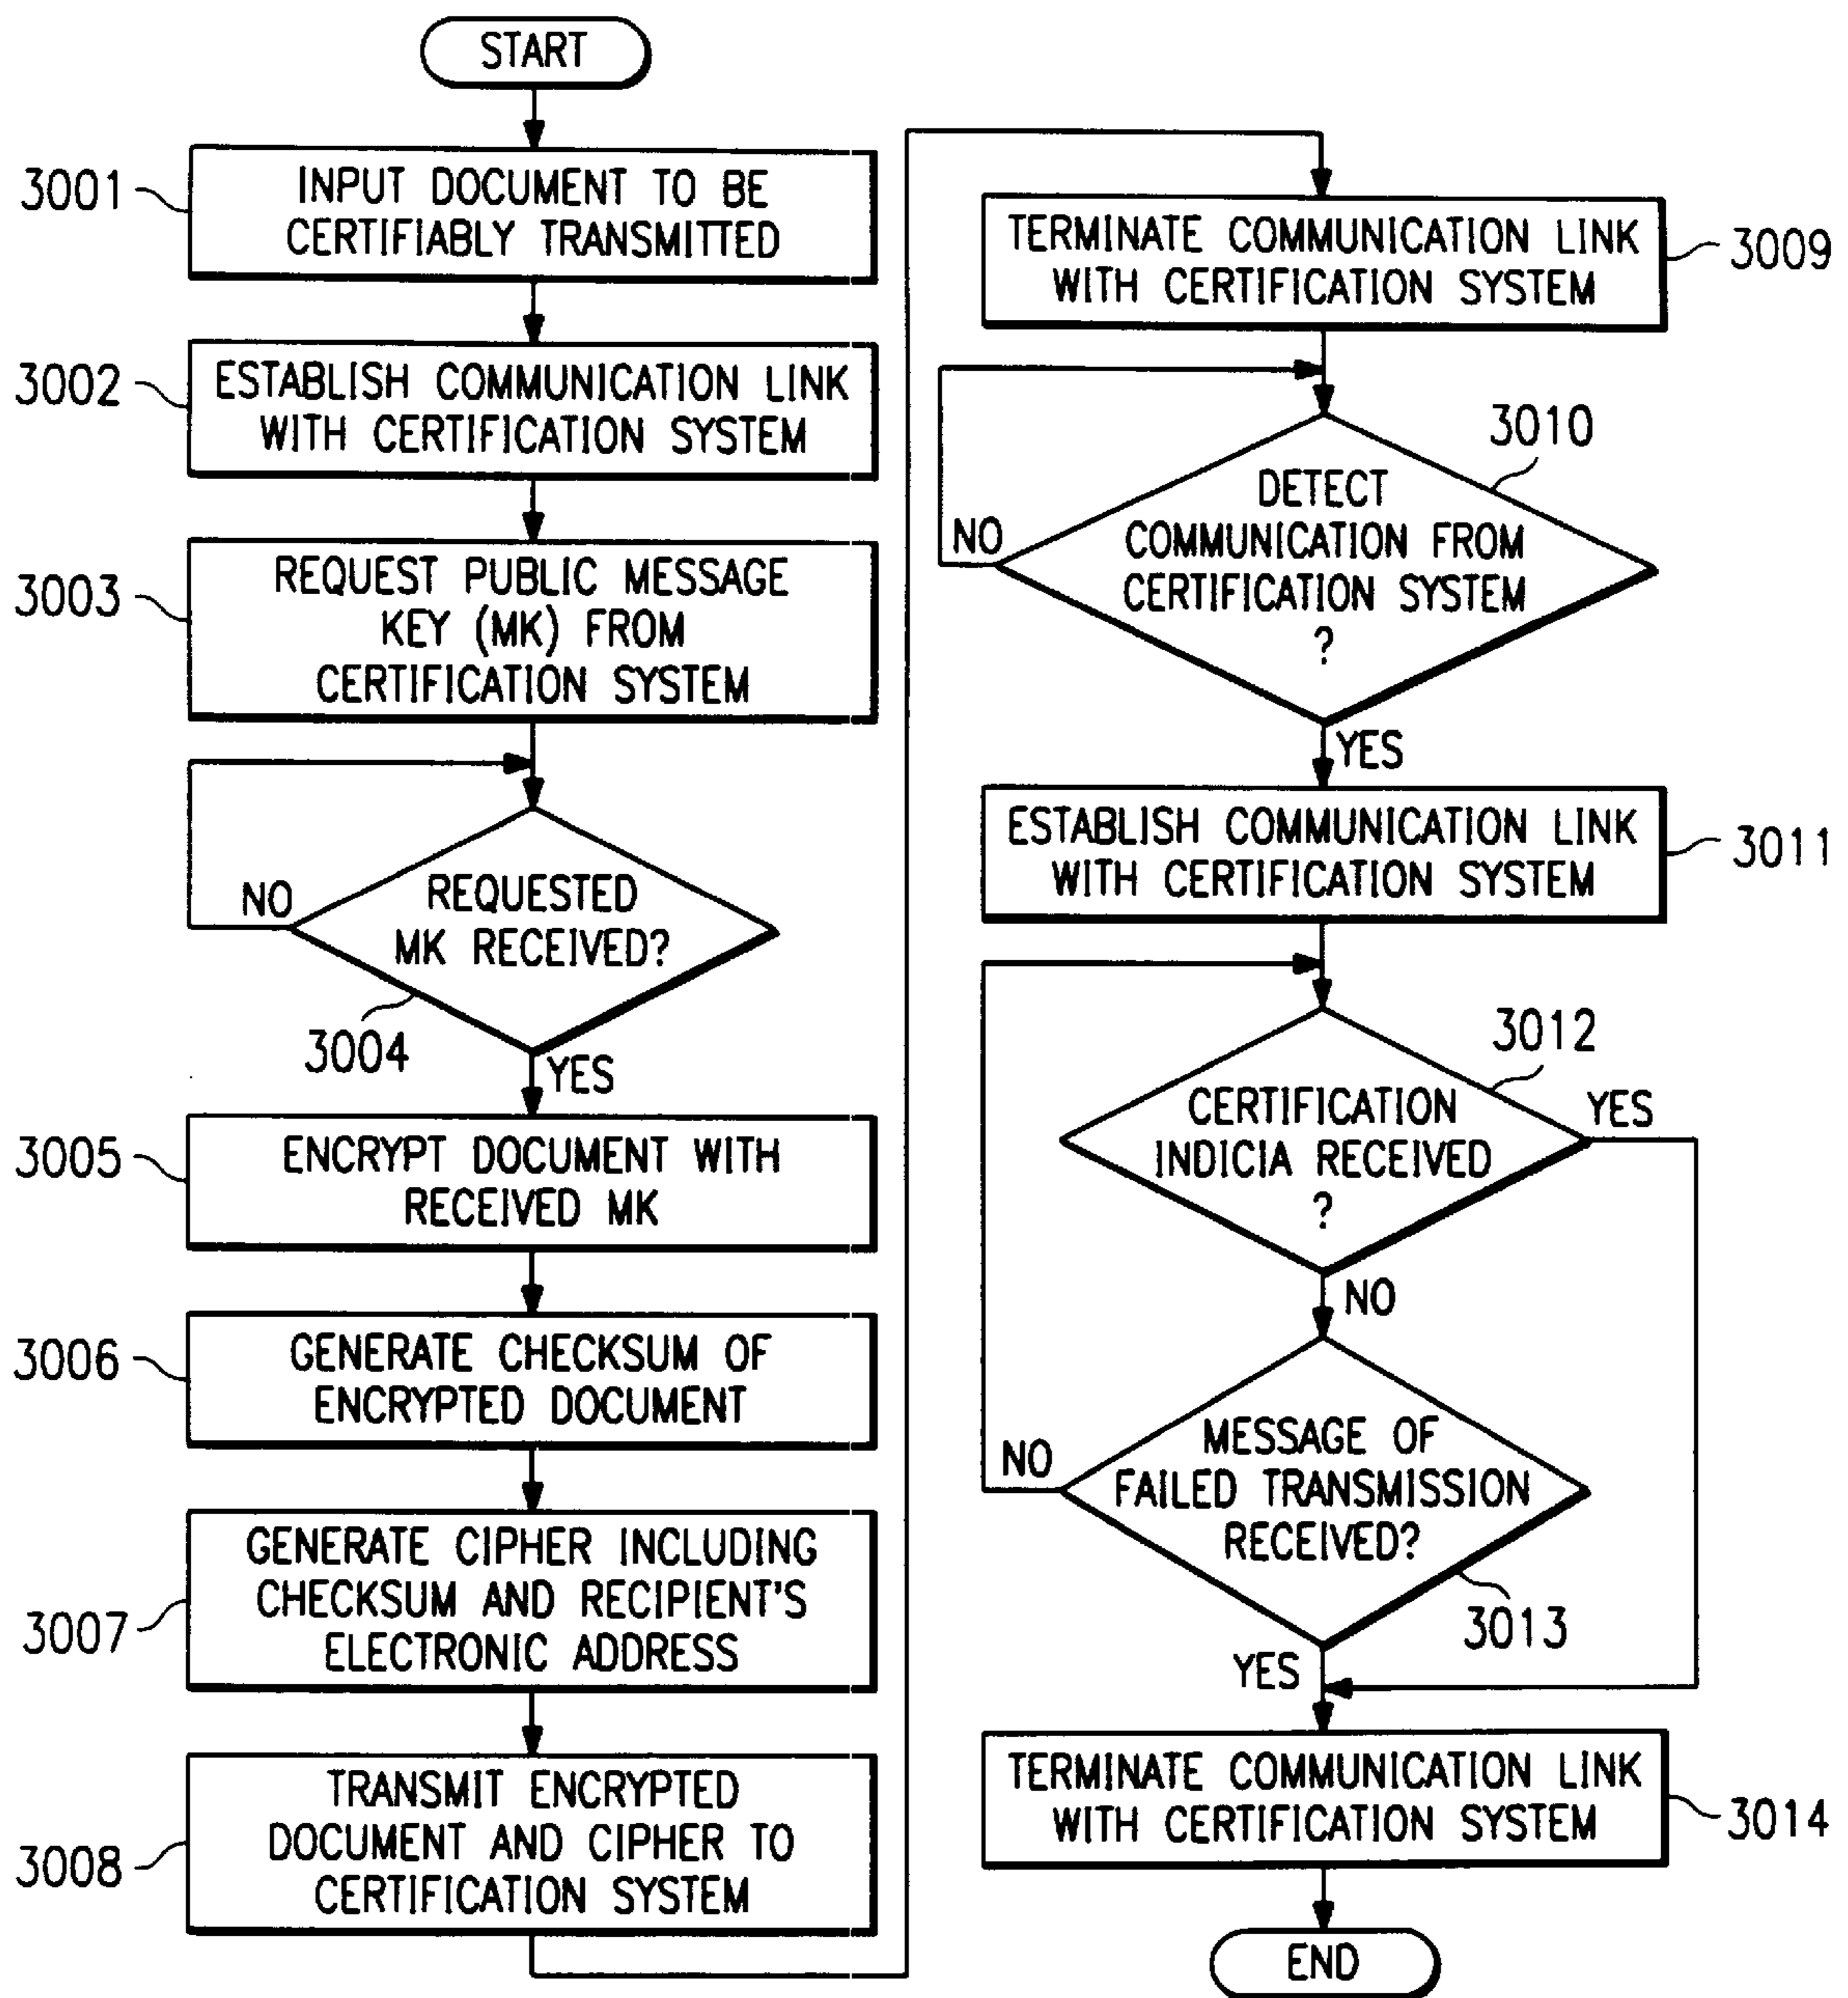 START
3001
INPUT DOCUMENT TO BE
CERTIFIABLY TRANSMITTED
3002
ESTABLISH COMMUNICATION LINK
WITH CERTIFICATION SYSTEM
3003
REQUEST PUBLIC MESSAGE
KEY (MK) FROM
CERTIFICATION SYSTEM
NO
REQUESTED
MK RECEIVED?
3004
YES
3005
ENCRYPT DOCUMENT WITH
RECEIVED MK
3006
GENERATE CHECKSUM OF
ENCRYPTED DOCUMENT
3007
GENERATE CIPHER INCLUDING
CHECKSUM AND RECIPIENT'S
ELECTRONIC ADDRESS
3008
TRANSMIT ENCRYPTED
DOCUMENT AND CIPHER TO
CERTIFICATION SYSTEM
TERMINATE COMMUNICATION LINK
WITH CERTIFICATION SYSTEM
3009
3010
NO
DETECT
COMMUNICATION FROM
CERTIFICATION SYSTEM
?
YES
ESTABLISH COMMUNICATION LINK
WITH CERTIFICATION SYSTEM
3011
3012
CERTIFICATION
INDICIA RECEIVED
?
YES
NO
NO
MESSAGE OF
FAILED TRANSMISSION
RECEIVED?
3013
YES
TERMINATE COMMUNICATION LINK
WITH CERTIFICATION SYSTEM
3014
END